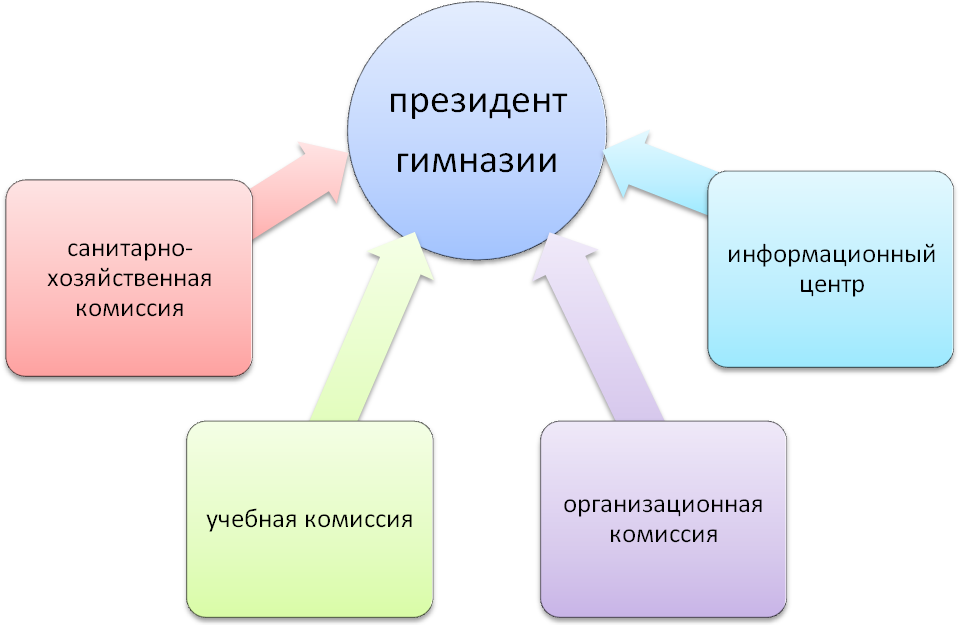 президент
гимназии
санитарно-
хозяйственная
комиссия
информационный
центр
учебная комиссия
организационная
комиссия